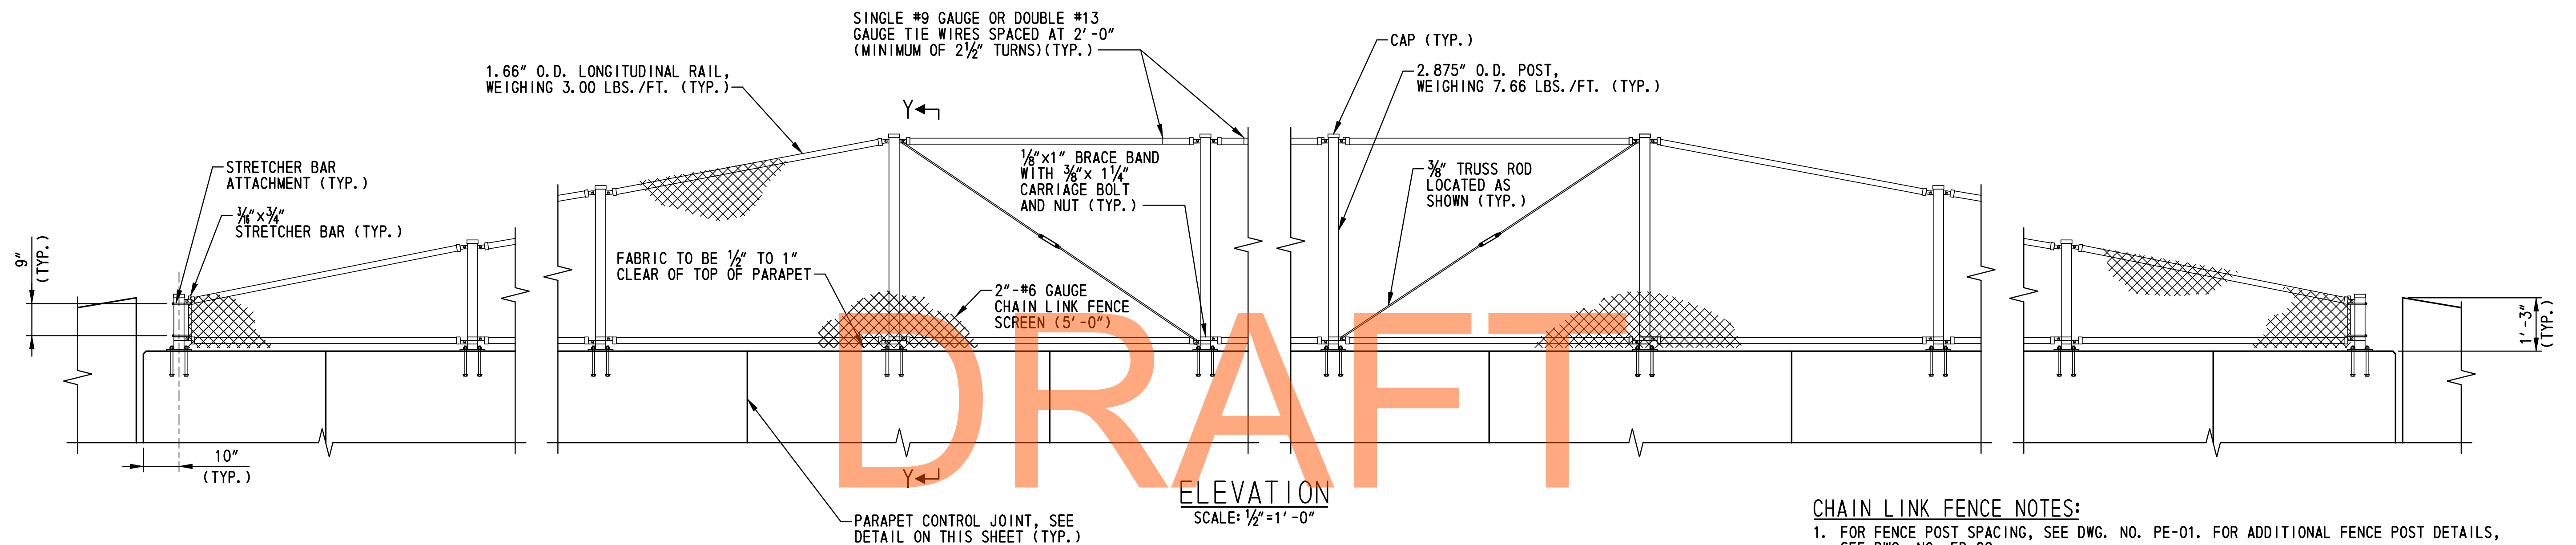 SINGLE #9 GAUGE OR DOUBLE #13
GAUGE TIE WIRES SPACED AT 2'-0"
(MINIMUM OF 2½" TURNS)(TYP.)
CAP (TYP.)
1.66" O.D. LONGITUDINAL RAIL,
WEIGHING 3.00 LBS./FT. (TYP.)
2.875" O.D. POST,
WEIGHING 7.66 LBS./FT. (TYP.)
Y
STRETCHER BAR
ATTACHMENT (TYP.)
⅛"x1" BRACE BAND
WITH ⅜"x 1¼"
CARRIAGE BOLT
AND NUT (TYP.)
⅜" TRUSS ROD
LOCATED AS
SHOWN (TYP.)
3/16"x¾"
STRETCHER BAR (TYP.)
9"
(TYP.)
FABRIC TO BE ½" TO 1"
CLEAR OF TOP OF PARAPET
2"-#6 GAUGE
CHAIN LINK FENCE
SCREEN (5'-0")
1'-3"
(TYP.)
DRAFT
10"
(TYP.)
Y
ELEVATION
SCALE: ½"=1'-0"
PARAPET CONTROL JOINT, SEE
DETAIL ON THIS SHEET (TYP.)
CHAIN LINK FENCE NOTES:
1. FOR FENCE POST SPACING, SEE DWG. NO. PE-01. FOR ADDITIONAL FENCE POST DETAILS,